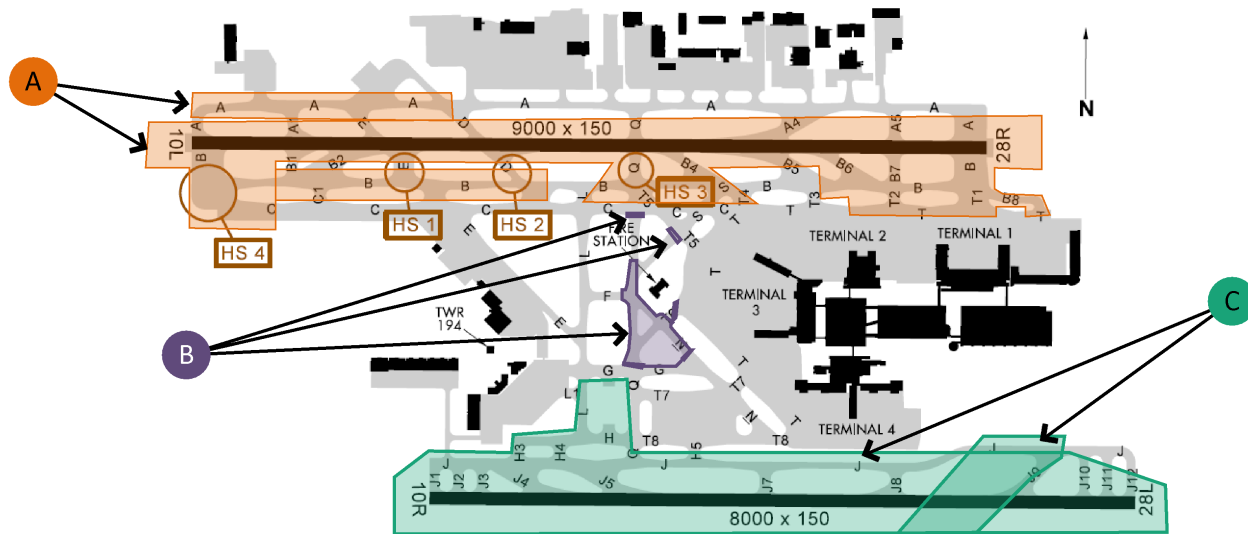 A
A A A A A A
A A1 E D Q A4 A5 A
10L 9000 x 150 28R
B B1 B2 E D Q B4 B5 B6 B7
C1 B B B S B T2 B T1 B8
HS 3
L T5 T4 T3
C C C C C T T T T
HS 1 HS 2 S T
HS 4
E FIRE
STATION T5
TERMINAL 2 TERMINAL 1
L T
F TERMINAL
3
TWR
194
E
B
C
N T
G G T7
L1 Q T7
L N T
TERMINAL 4
H3 H4 H Q T8 H5 T8
J J J J J
J1 J2 J3 J4 J5 J7 J8 J9 J10 J11 J12
10R 8000 x 150 28L
N